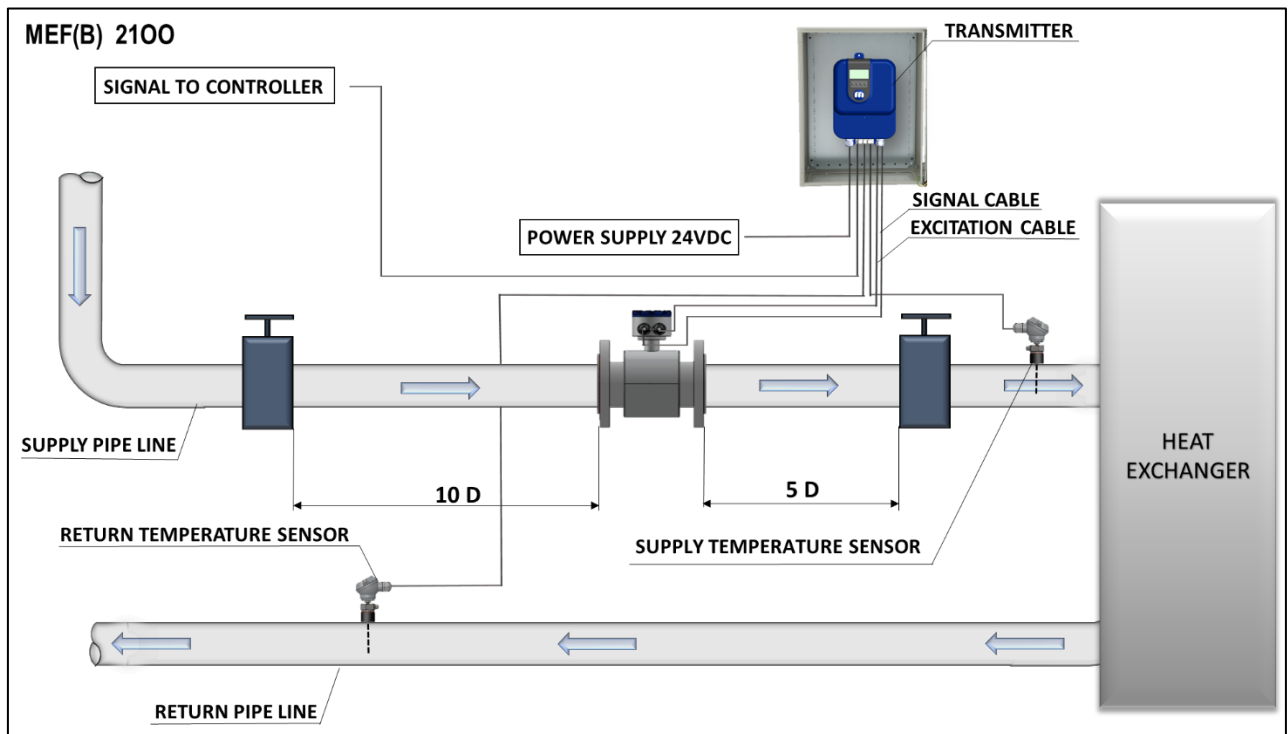 MEF(B) 21OO
TRANSMITTER
SIGNAL TO CONTROLLER
SIGNAL CABLE
POWER SUPPLY 24VDC
EXCITATION CABLE
SUPPLY PIPE LINE
HEAT
EXCHANGER
10 D
5 D
RETURN TEMPERATURE SENSOR
SUPPLY TEMPERATURE SENSOR
RETURN PIPE LINE